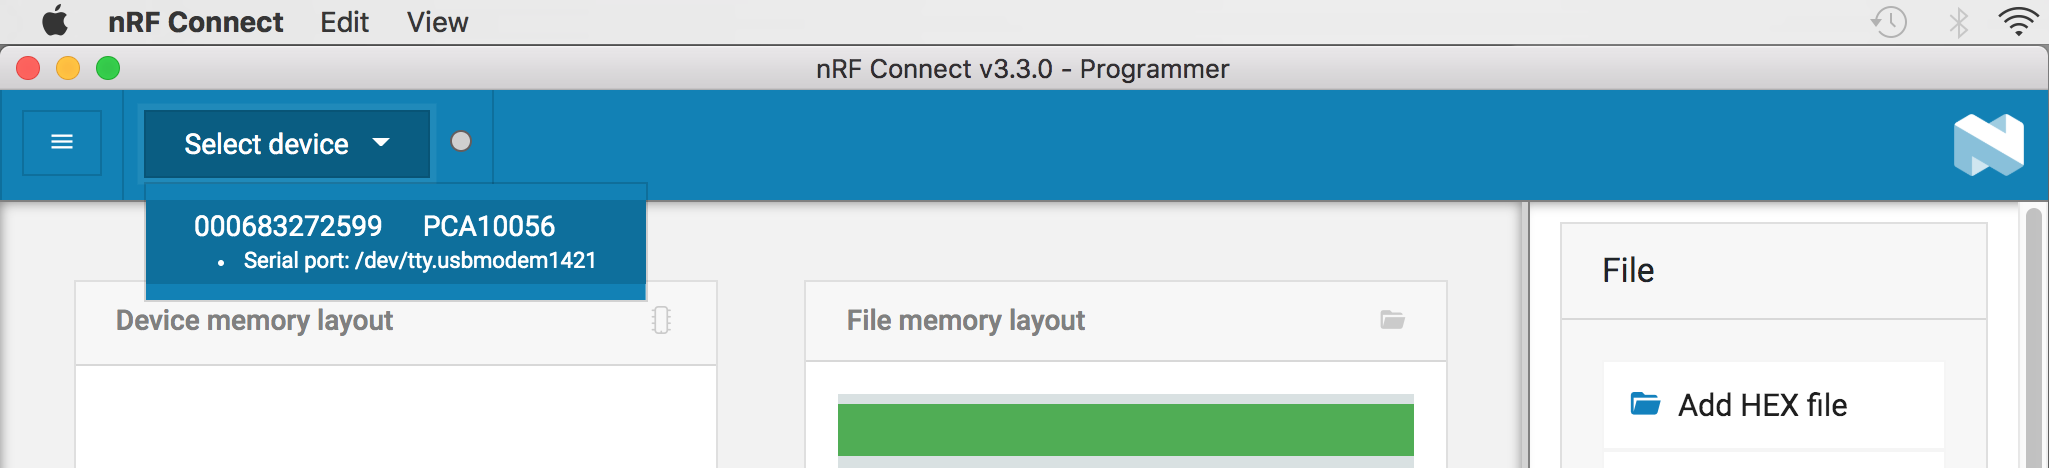 nRF Connect Edit View
nRF Connect v3.3.0 - Programmer
Select device
000683272599 PCA10056
• Serial port: /dev/tty.usbmodem1421
Device memory layout
File memory layout
File
Add HEX file